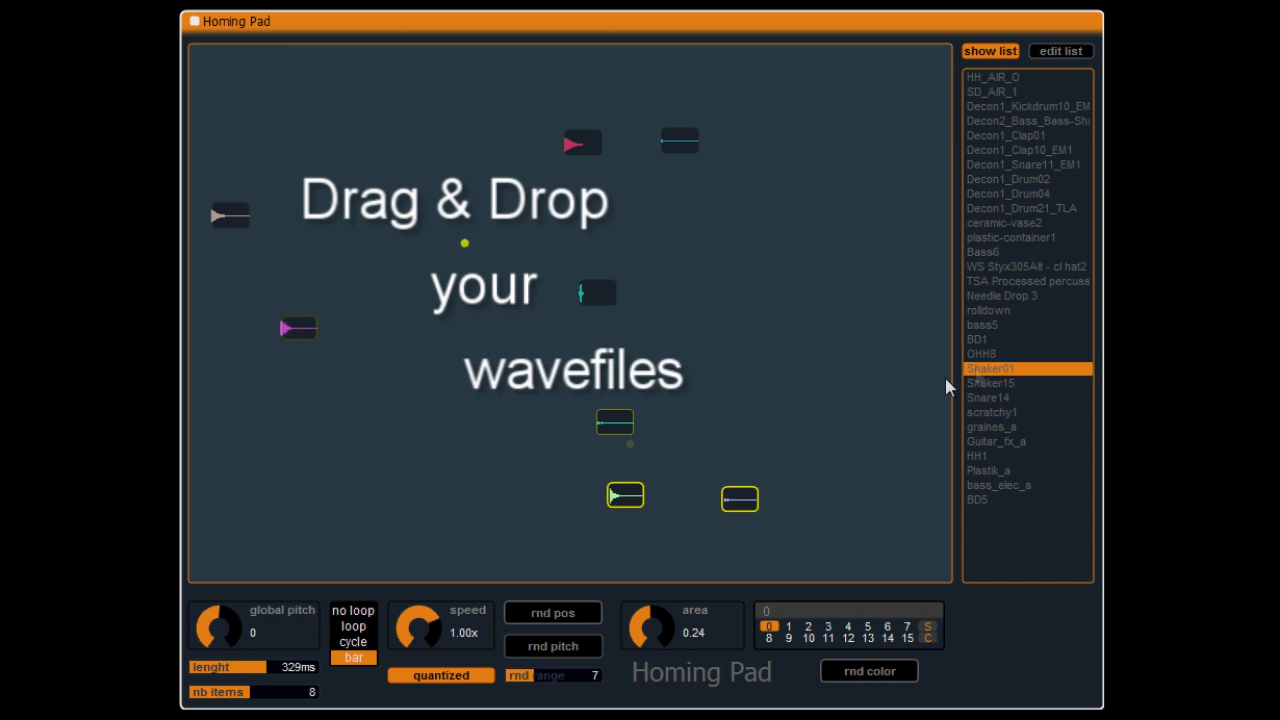 Homing Pad
show list
edit list
Drag & Drop
your
wavefiles
HH_AIR_O
SD_AIR_1
Decon1_Kickdrum10_EM
Decon2_Bass_Bass-Sh
Decon1_Clap01
Decon1_Clap10_EM1
Decon1_Snare11_EM1
Decon1_Drum02
Decon1_Drum04
Decon1_Drum21_TLA
ceramic-vase2
plastic-container1
Bass6
WS Styx305Alt - cl hat2
TSA Processed percuss
Needle Drop 3
rolldown
bass5
BD1
OHH8
Shaker01
Shaker15
Snare14
scratchy1
graines_a
Guitar_fx_a
HH1
Plastik_a
bass_elec_a
BD5
global pitch
0
lenght 329ms
nb items 8
no loop
loop
cycle
bar
speed
1.00x
quantized
rnd pos
rnd pitch
rnd range 7
area
0.24
0
0 1 2 3 4 5 6 7 S
8 9 10 11 12 13 14 15 C
Homing Pad
rnd color